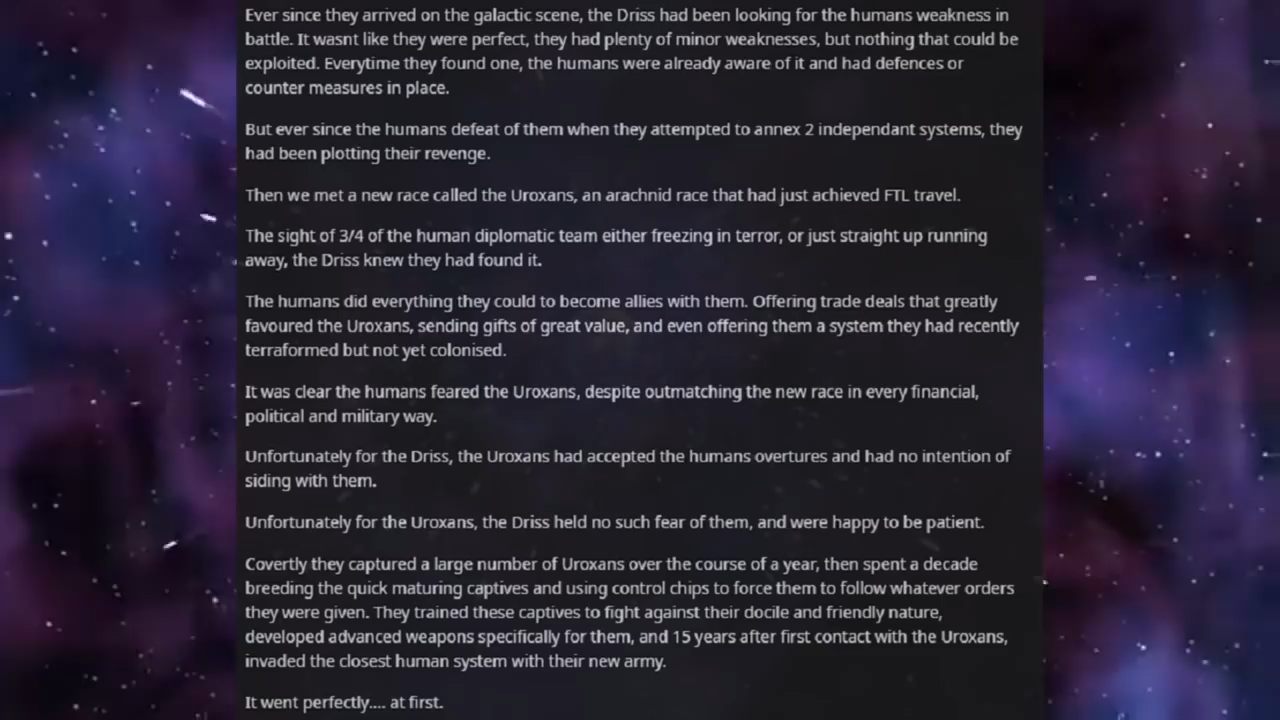 Ever since they arrived on the galactic scene, the Driss had been looking for the humans weakness in
battle. It wasnt like they were perfect, they had plenty of minor weaknesses, but nothing that could be
exploited. Everytime they found one, the humans were already aware of it and had defences or
counter measures in place.
But ever since the humans defeat of them when they attempted to annex 2 independant systems, they
had been plotting their revenge.
Then we met a new race called the Uroxans, an arachnid race that had just achieved FTL travel.
The sight of 3/4 of the human diplomatic team either freezing in terror, or just straight up running
away, the Driss knew they had found it.
The humans did everything they could to become allies with them. Offering trade deals that greatly
favoured the Uroxans, sending gifts of great value, and even offering them a system they had recently
terraformed but not yet colonised.
It was clear the humans feared the Uroxans, despite outmatching the new race in every financial,
political and military way.
Unfortunately for the Driss, the Uroxans had accepted the humans overtures and had no intention of
siding with them.
Unfortunately for the Uroxans, the Driss held no such fear of them, and were happy to be patient.
Covertly they captured a large number of Uroxans over the course of a year, then spent a decade
breeding the quick maturing captives and using control chips to force them to follow whatever orders
they were given. They trained these captives to fight against their docile and friendly nature,
developed advanced weapons specifically for them, and 15 years after first contact with the Uroxans,
invaded the closest human system with their new army.
It went perfectly.... at first.